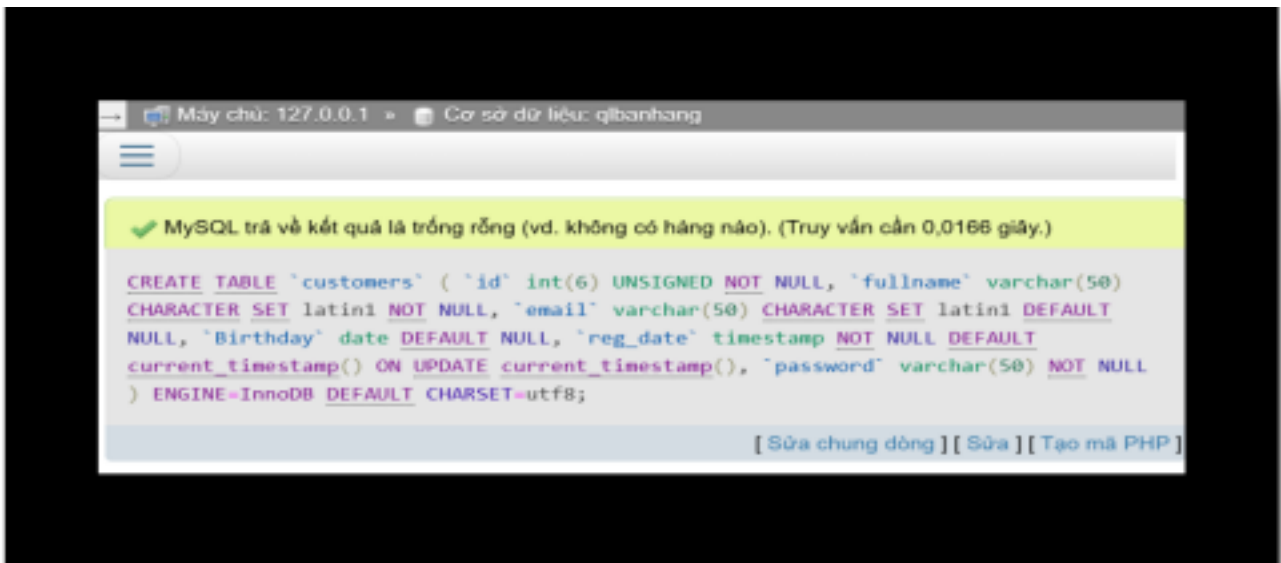 → Máy chủ: 127.0.0.1 » Cơ sở dữ liệu: qlbanhang
MySQL trả về kết quả là trống rỗng (vd. không có hàng nào). (Truy vấn cần 0,0166 giây.)
CREATE TABLE `customers` ( `id` int(6) UNSIGNED NOT NULL, `fullname` varchar(50)
CHARACTER SET latin1 NOT NULL, `email` varchar(50) CHARACTER SET latin1 DEFAULT
NULL, `Birthday` date DEFAULT NULL, `reg_date` timestamp NOT NULL DEFAULT
current_timestamp() ON UPDATE current_timestamp(), `password` varchar(50) NOT NULL
) ENGINE=InnoDB DEFAULT CHARSET=utf8;
[ Sửa chung dòng ] [ Sửa ] [ Tạo mã PHP ]